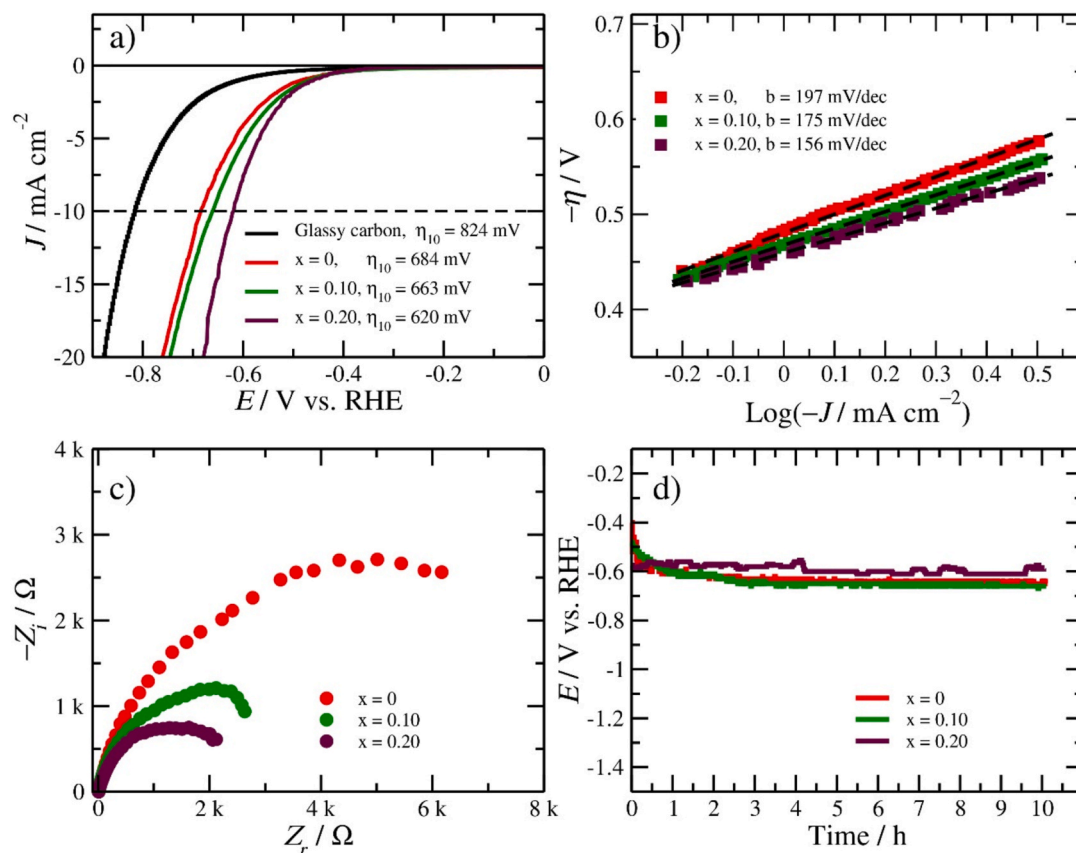 a)
0
-5
-10
-15
-20
J / mA cm⁻²
Glassy carbon, η₁₀ = 824 mV
x = 0, η₁₀ = 684 mV
x = 0.10, η₁₀ = 663 mV
x = 0.20, η₁₀ = 620 mV
-0.8 -0.6 -0.4 -0.2 0
E / V vs. RHE
b)
0.7
0.6
0.5
0.4
-η / V
x = 0, b = 197 mV/dec
x = 0.10, b = 175 mV/dec
x = 0.20, b = 156 mV/dec
-0.2 -0.1 0 0.1 0.2 0.3 0.4 0.5
Log(-J / mA cm⁻²)
c)
4 k
3 k
2 k
1 k
0
-Zᵢ / Ω
x = 0
x = 0.10
x = 0.20
0 2 k 4 k 6 k 8 k
Zᵣ / Ω
d)
-0.2
-0.4
-0.6
-0.8
-1
-1.2
-1.4
E / V vs. RHE
x = 0
x = 0.10
x = 0.20
0 1 2 3 4 5 6 7 8 9 10
Time / h